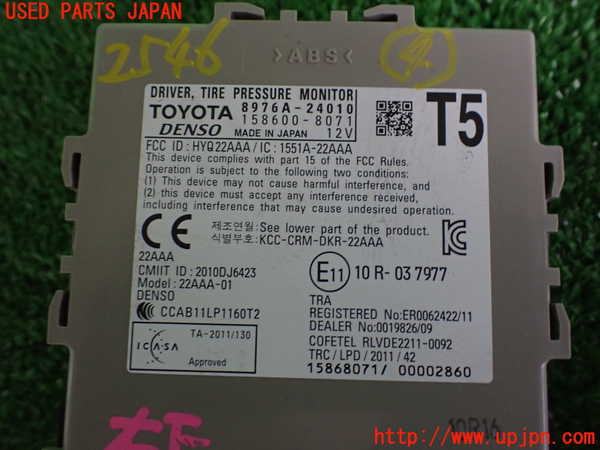 USED PARTS JAPAN
2546
>ABS<
4
DRIVER, TIRE PRESSURE MONITOR
TOYOTA 8976A-24010
DENSO 158600-8071
MADE IN JAPAN 12V
T5
FCC ID : HYQ22AAA / IC : 1551A-22AAA
This device complies with part 15 of the FCC Rules.
Operation is subject to the following two conditions:
(1) This device may not cause harmful interference, and
(2) this device must accept any interference received,
including interference that may cause undesired operation.
CE
제조연월: See lower part of the product.
식별부호: KCC-CRM-DKR-22AAA
22AAA
CMIIT ID : 2010DJ6423
Model : 22AAA-01
DENSO
CCAB11LP1160T2
E11 10 R- 03 7977
TRA
REGISTERED No:ER0062422/11
DEALER No:0019826/09
COFETEL RLVDE2211-0092
TRC / LPD / 2011 / 42
15868071/ 00002860
TA-2011/130
ICASA
Approved
10R16
UPJ www.upjpn.com